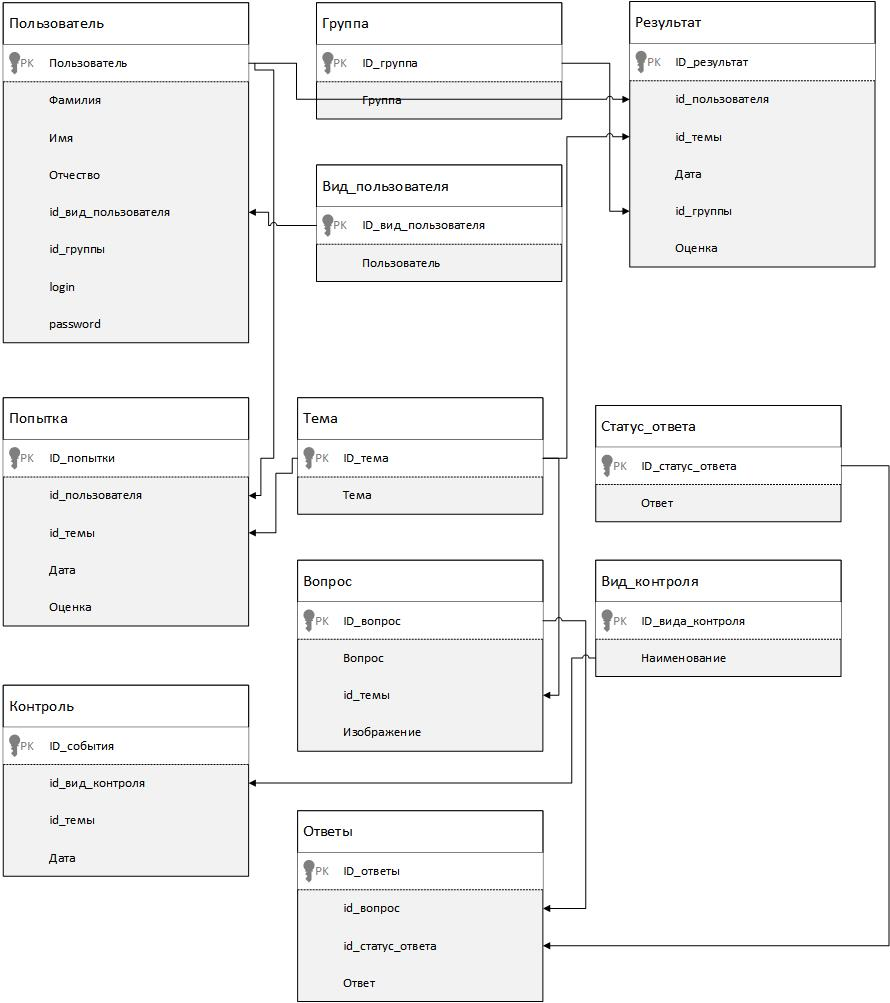 Пользователь
PK Пользователь
Фамилия
Имя
Отчество
id_вид_пользователя
id_группы
login
password
Группа
PK ID_группа
Группа
Результат
PK ID_результат
id_пользователя
id_темы
Дата
id_группы
Оценка
Вид_пользователя
PK ID_вид_пользователя
Пользователь
Попытка
PK ID_попытки
id_пользователя
id_темы
Дата
Оценка
Тема
PK ID_тема
Тема
Статус_ответа
PK ID_статус_ответа
Ответ
Вопрос
PK ID_вопрос
Вопрос
id_темы
Изображение
Вид_контроля
PK ID_вида_контроля
Наименование
Контроль
PK ID_события
id_вид_контроля
id_темы
Дата
Ответы
PK ID_ответы
id_вопрос
id_статус_ответа
Ответ